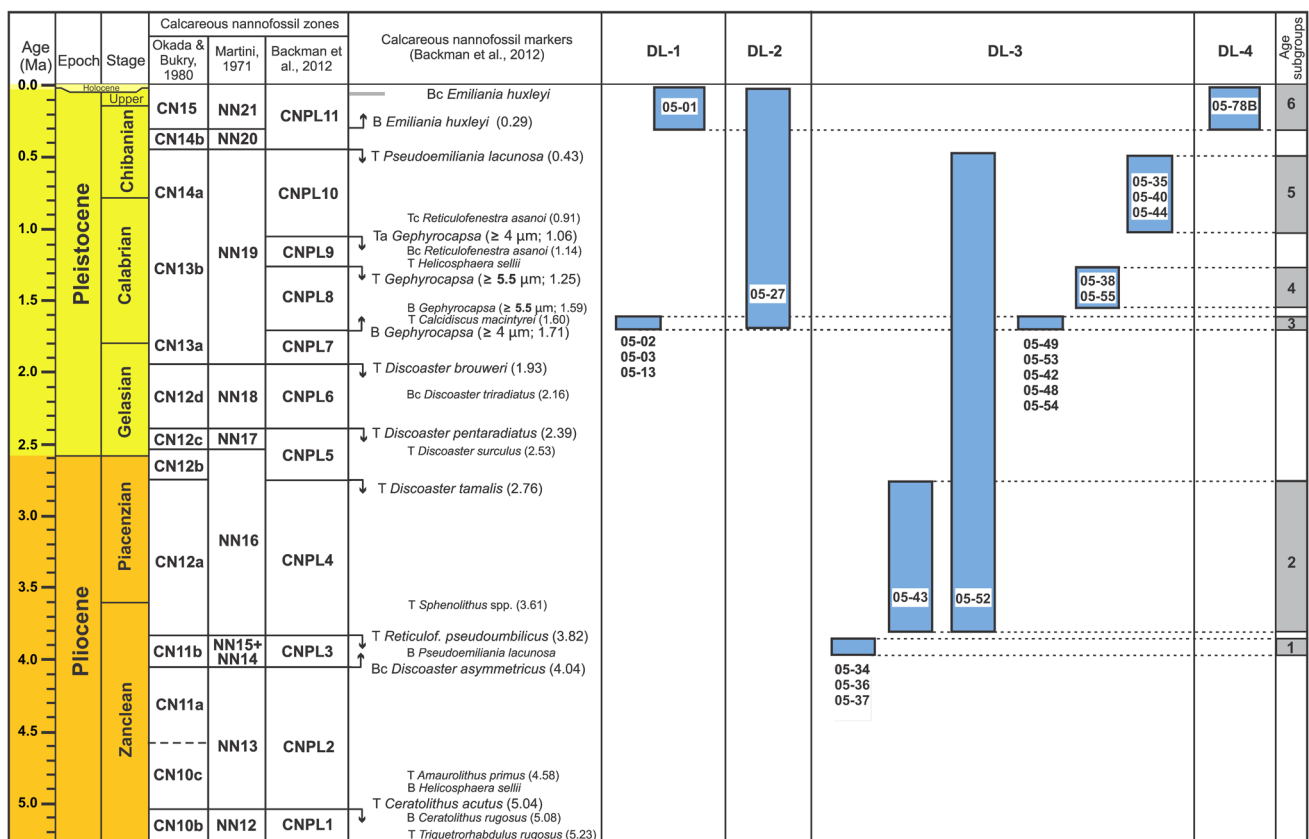 Age
(Ma)
Epoch
Stage
Calcareous nannofossil zones
Okada &
Bukry,
1980
Martini,
1971
Backman et
al., 2012
Calcareous nannofossil markers
(Backman et al., 2012)
DL-1
DL-2
DL-3
DL-4
Age
subgroups
0.0
0.5
1.0
1.5
2.0
2.5
3.0
3.5
4.0
4.5
5.0
Pleistocene
Pliocene
Holocene
Upper
Chibanian
Calabrian
Gelasian
Piacenzian
Zanclean
CN15
CN14b
CN14a
CN13b
CN13a
CN12d
CN12c
CN12b
CN12a
CN11b
CN11a
CN10c
CN10b
NN21
NN20
NN19
NN18
NN17
NN16
NN15+
NN14
NN13
NN12
CNPL11
CNPL10
CNPL9
CNPL8
CNPL7
CNPL6
CNPL5
CNPL4
CNPL3
CNPL2
CNPL1
Bc Emiliania huxleyi
B Emiliania huxleyi (0.29)
T Pseudoemiliania lacunosa (0.43)
Tc Reticulofenestra asanoi (0.91)
Ta Gephyrocapsa (≥ 4 µm; 1.06)
Bc Reticulofenestra asanoi (1.14)
T Helicosphaera sellii
T Gephyrocapsa (≥ 5.5 µm; 1.25)
B Gephyrocapsa (≥ 5.5 µm; 1.59)
T Calcidiscus macintyrei (1.60)
B Gephyrocapsa (≥ 4 µm; 1.71)
T Discoaster brouweri (1.93)
Bc Discoaster triradiatus (2.16)
T Discoaster pentaradiatus (2.39)
T Discoaster surculus (2.53)
T Discoaster tamalis (2.76)
T Sphenolithus spp. (3.61)
T Reticulof. pseudoumbilicus (3.82)
B Pseudoemiliania lacunosa
Bc Discoaster asymmetricus (4.04)
T Amaurolithus primus (4.58)
B Helicosphaera sellii
T Ceratolithus acutus (5.04)
B Ceratolithus rugosus (5.08)
T Triquetrorhabdulus rugosus (5.23)
05-01
05-02
05-03
05-13
05-27
05-34
05-36
05-37
05-43
05-52
05-49
05-53
05-42
05-48
05-54
05-38
05-55
05-35
05-40
05-44
05-78B
6
5
4
3
2
1